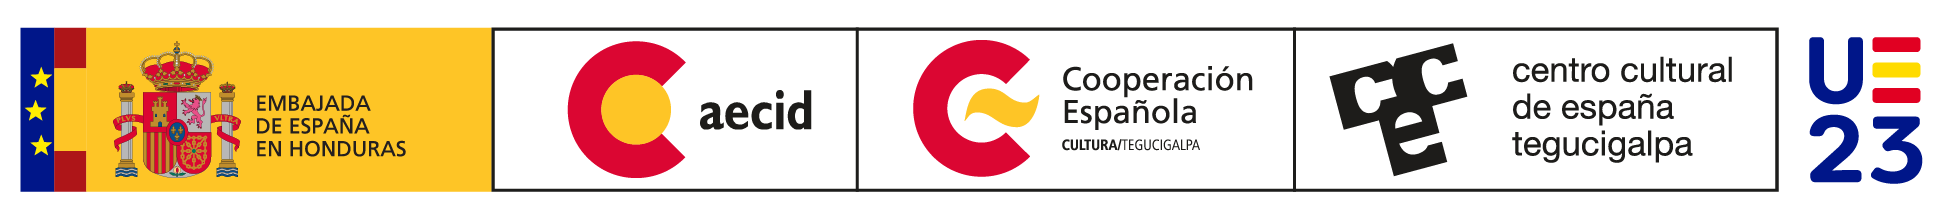 PLVS VLTRA
EMBAJADA
DE ESPAÑA
EN HONDURAS
aecid
Cooperación
Española
CULTURA/TEGUCIGALPA
cec
centro cultural
de españa
tegucigalpa
UE
23